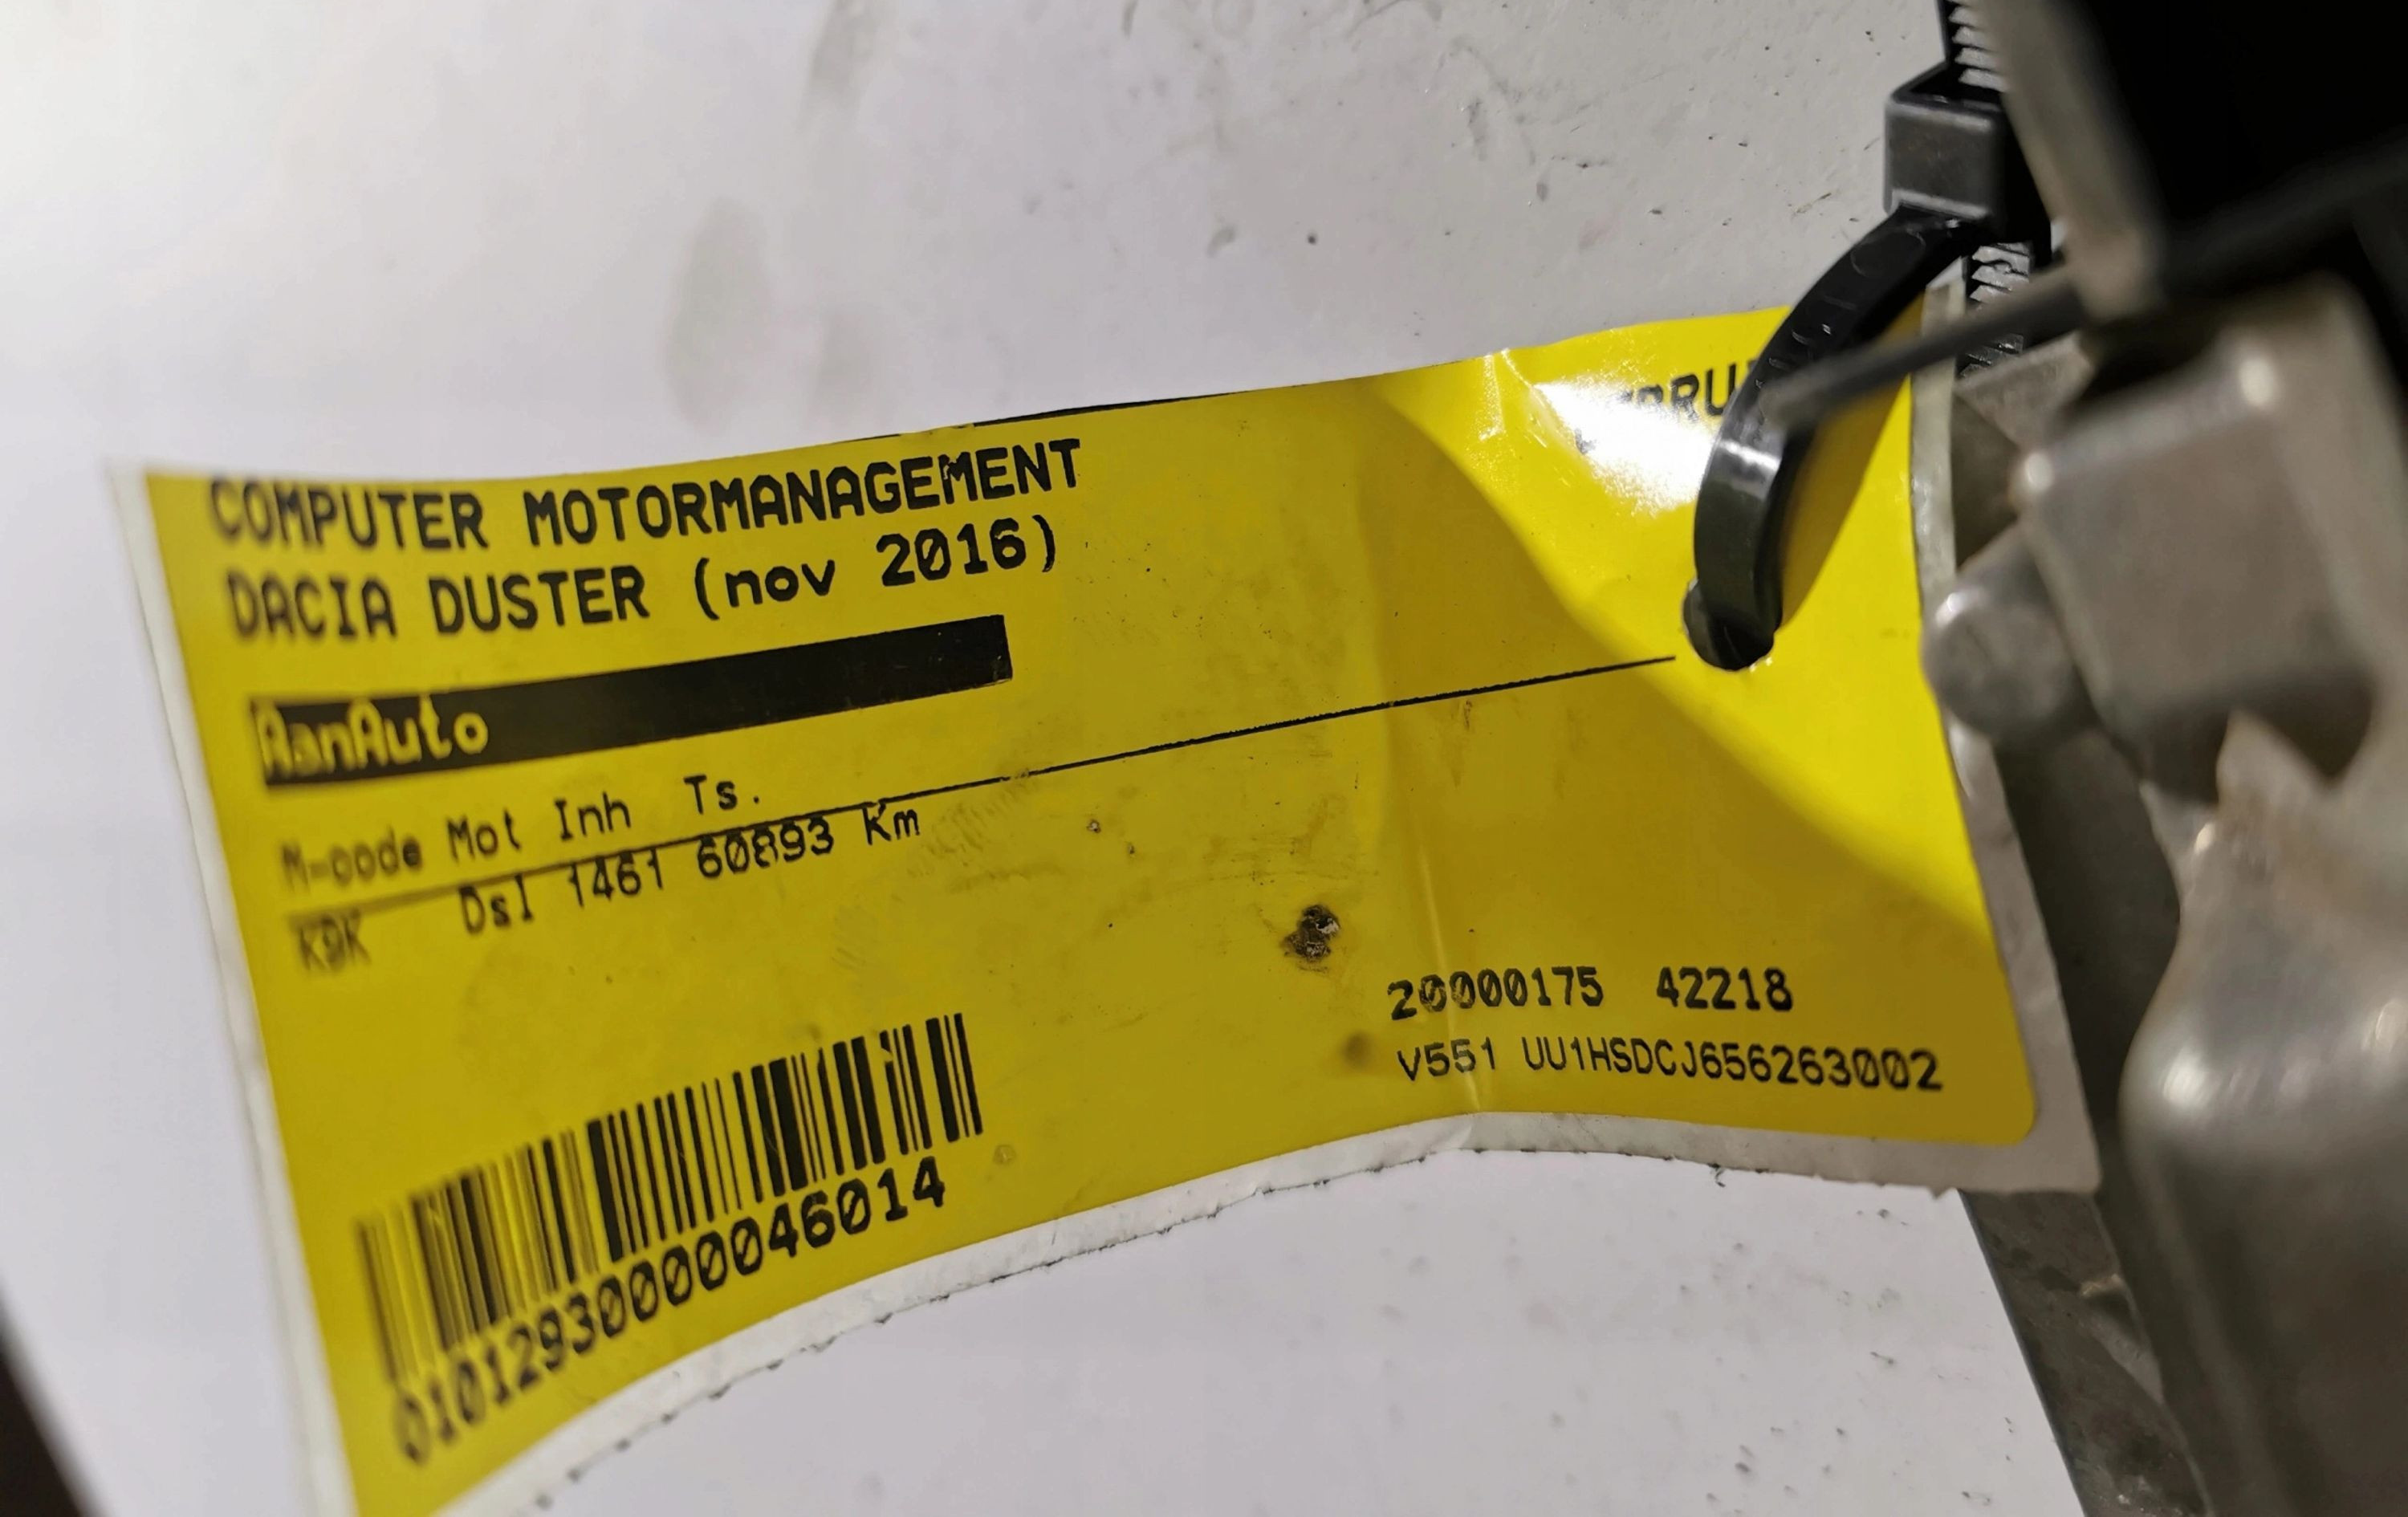 COMPUTER MOTORMANAGEMENT
DACIA DUSTER (nov 2016)
AanAuto
M-code Mot Inh Ts.
K9K Dsl 1461 60893 Km
20000175 42218
V551 UU1HSDCJ656263002
0101293000046014